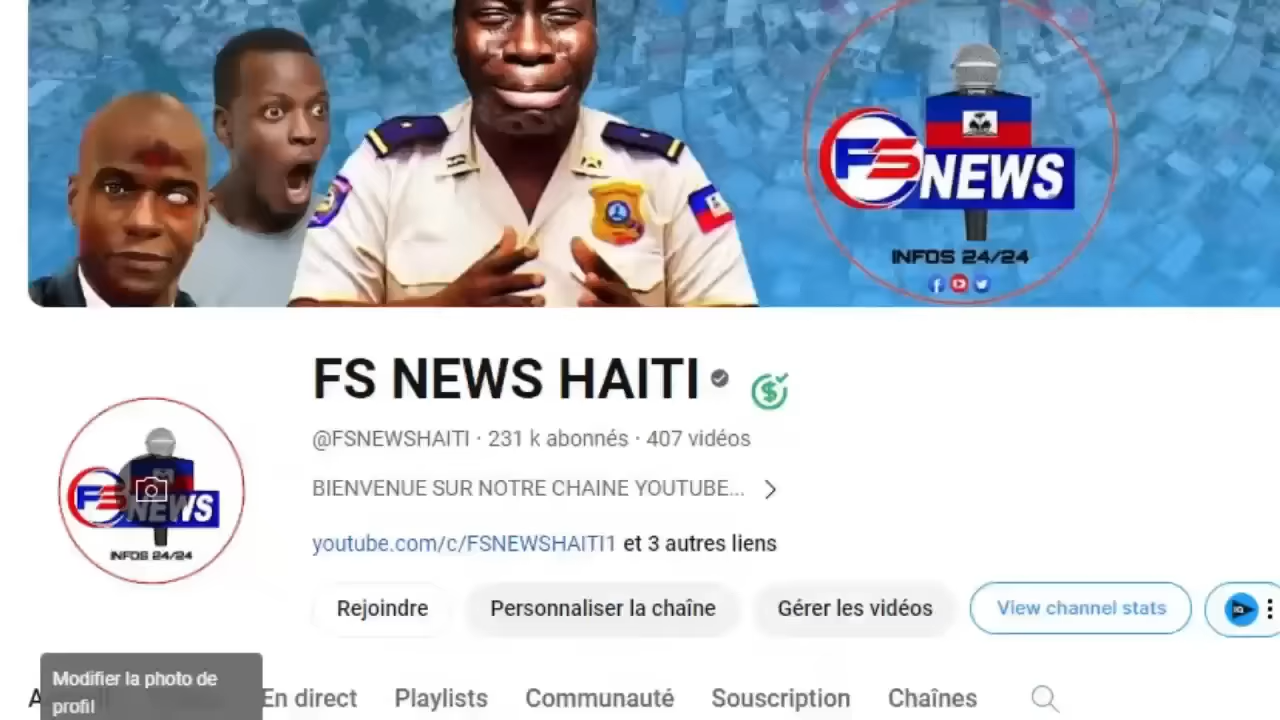 FS NEWS
INFOS 24/24
FS NEWS HAITI
@FSNEWSHAITI · 231 k abonnés · 407 vidéos
BIENVENUE SUR NOTRE CHAINE YOUTUBE...
youtube.com/c/FSNEWSHAITI1 et 3 autres liens
FS NEWS
INFOS 24/24
Rejoindre
Personnaliser la chaîne
Gérer les vidéos
View channel stats
Modifier la photo de
profil
En direct
Playlists
Communauté
Souscription
Chaînes